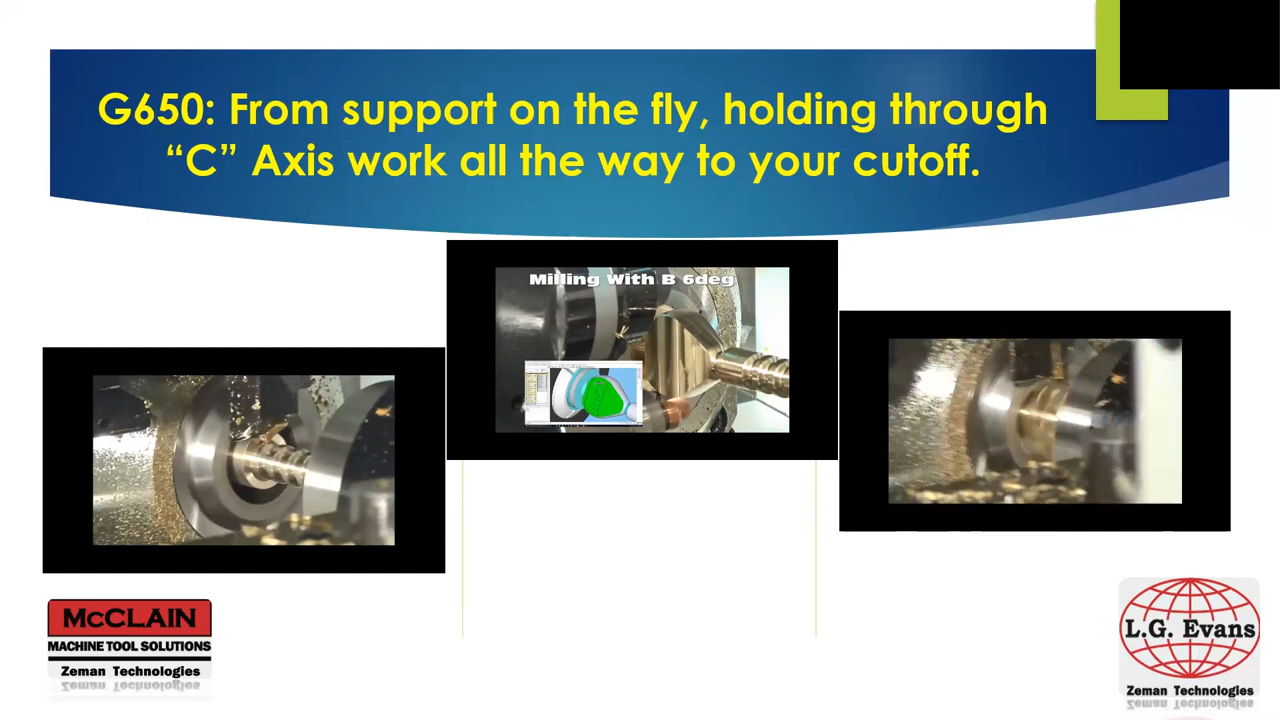 G650: From support on the fly, holding through
“C” Axis work all the way to your cutoff.
Milling With B 6deg
McCLAIN
MACHINE TOOL SOLUTIONS
Zeman Technologies
L.G. Evans
Zeman Technologies